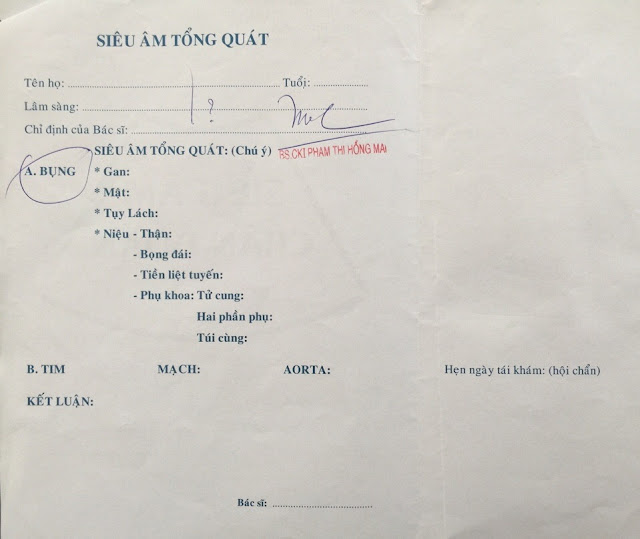 SIÊU ÂM TỔNG QUÁT
Tên họ: Tuổi:
Lâm sàng: ?
Chỉ định của Bác sĩ:
SIÊU ÂM TỔNG QUÁT: (Chú ý) BS.CKI PHẠM THỊ HỒNG MAI
A. BỤNG * Gan:
* Mật:
* Tụy Lách:
* Niệu - Thận:
- Bọng đái:
- Tiền liệt tuyến:
- Phụ khoa: Tử cung:
Hai phần phụ:
Túi cùng:
B. TIM MẠCH: AORTA: Hẹn ngày tái khám: (hội chẩn)
KẾT LUẬN:
Bác sĩ: